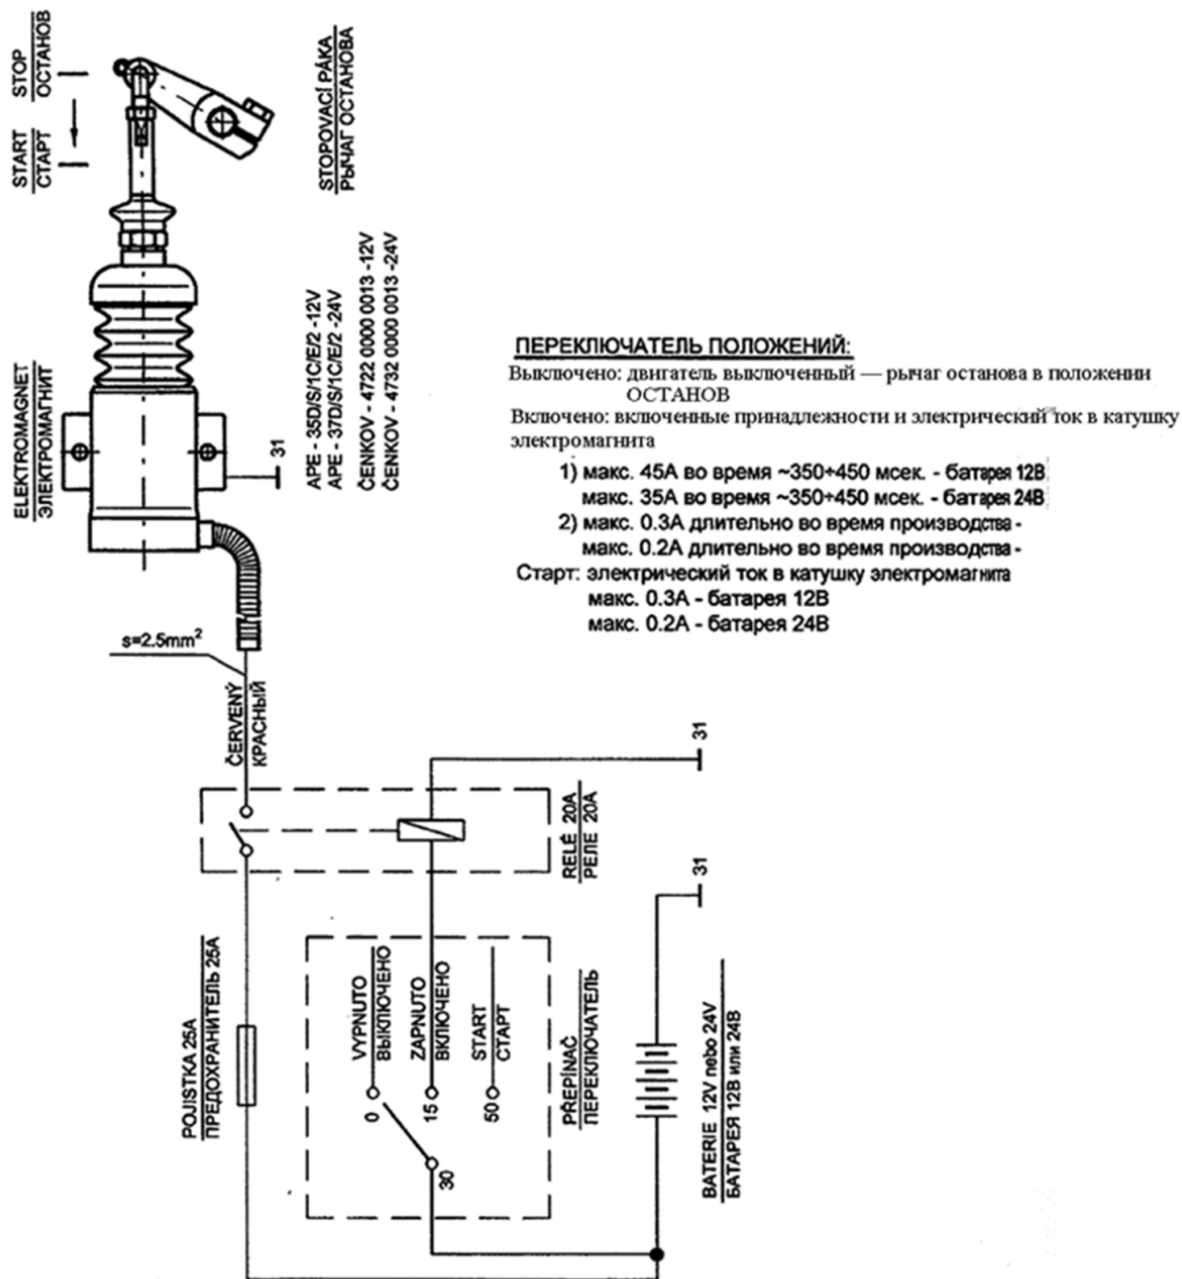 STOP
ОСТАНОВ
START
СТАРТ
STOPOVACÍ PÁKA
РЫЧАГ ОСТАНОВА
ELEKTROMAGNET
ЭЛЕКТРОМАГНИТ
31
APE - 35D/S/1C/E/2 -12V
APE - 37D/S/1C/E/2 -24V
ČENKOV - 4722 0000 0013 -12V
ČENKOV - 4732 0000 0013 -24V
ПЕРЕКЛЮЧАТЕЛЬ ПОЛОЖЕНИЙ:
Выключено: двигатель выключенный — рычаг останова в положении
ОСТАНОВ
Включено: включенные принадлежности и электрический ток в катушку
электромагнита
1) макс. 45А во время ~350÷450 мсек. - батарея 12В
макс. 35А во время ~350÷450 мсек. - батарея 24В
2) макс. 0.3А длительно во время производства -
макс. 0.2А длительно во время производства -
Старт: электрический ток в катушку электромагнита
макс. 0.3А - батарея 12В
макс. 0.2А - батарея 24В
s=2.5mm²
ČERVENÝ
КРАСНЫЙ
31
RELÉ 20A
РЕЛЕ 20А
31
POJISTKA 25A
ПРЕДОХРАНИТЕЛЬ 25А
VYPNUTO
ВЫКЛЮЧЕНО
ZAPNUTO
ВКЛЮЧЕНО
START
СТАРТ
0
15
50
30
PŘEPÍNAČ
ПЕРЕКЛЮЧАТЕЛЬ
BATERIE 12V nebo 24V
БАТАРЕЯ 12В или 24В